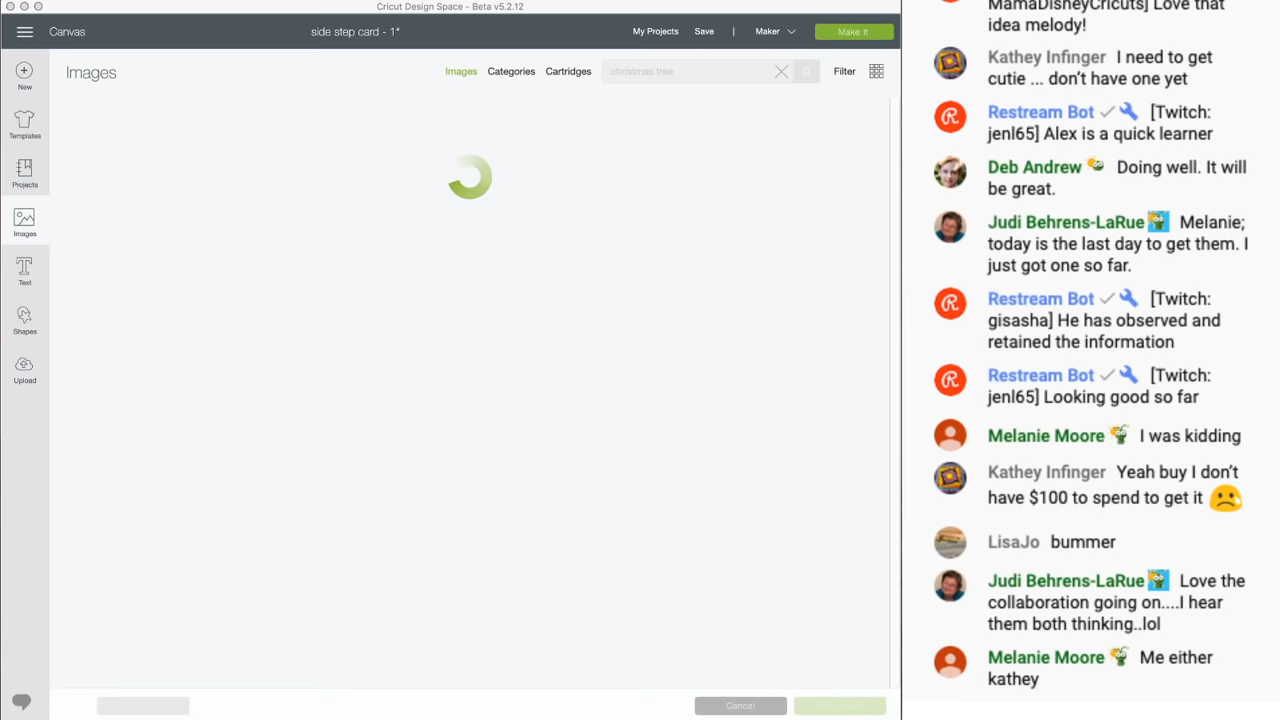 Cricut Design Space - Beta v5.2.12
Canvas
side step card - 1*
My Projects
Save
|
Maker
Make It
New
Templates
Projects
Images
Text
Shapes
Upload
Images
Images
Categories
Cartridges
christmas tree
Filter
Cancel
MamaDisneyCricuts] Love that
idea melody!
Kathey Infinger I need to get
cutie ... don't have one yet
Restream Bot [Twitch:
jenl65] Alex is a quick learner
Deb Andrew Doing well. It will
be great.
Judi Behrens-LaRue Melanie;
today is the last day to get them. I
just got one so far.
Restream Bot [Twitch:
gisasha] He has observed and
retained the information
Restream Bot [Twitch:
jenl65] Looking good so far
Melanie Moore I was kidding
Kathey Infinger Yeah buy I don't
have $100 to spend to get it
LisaJo bummer
Judi Behrens-LaRue Love the
collaboration going on....I hear
them both thinking..lol
Melanie Moore Me either
kathey